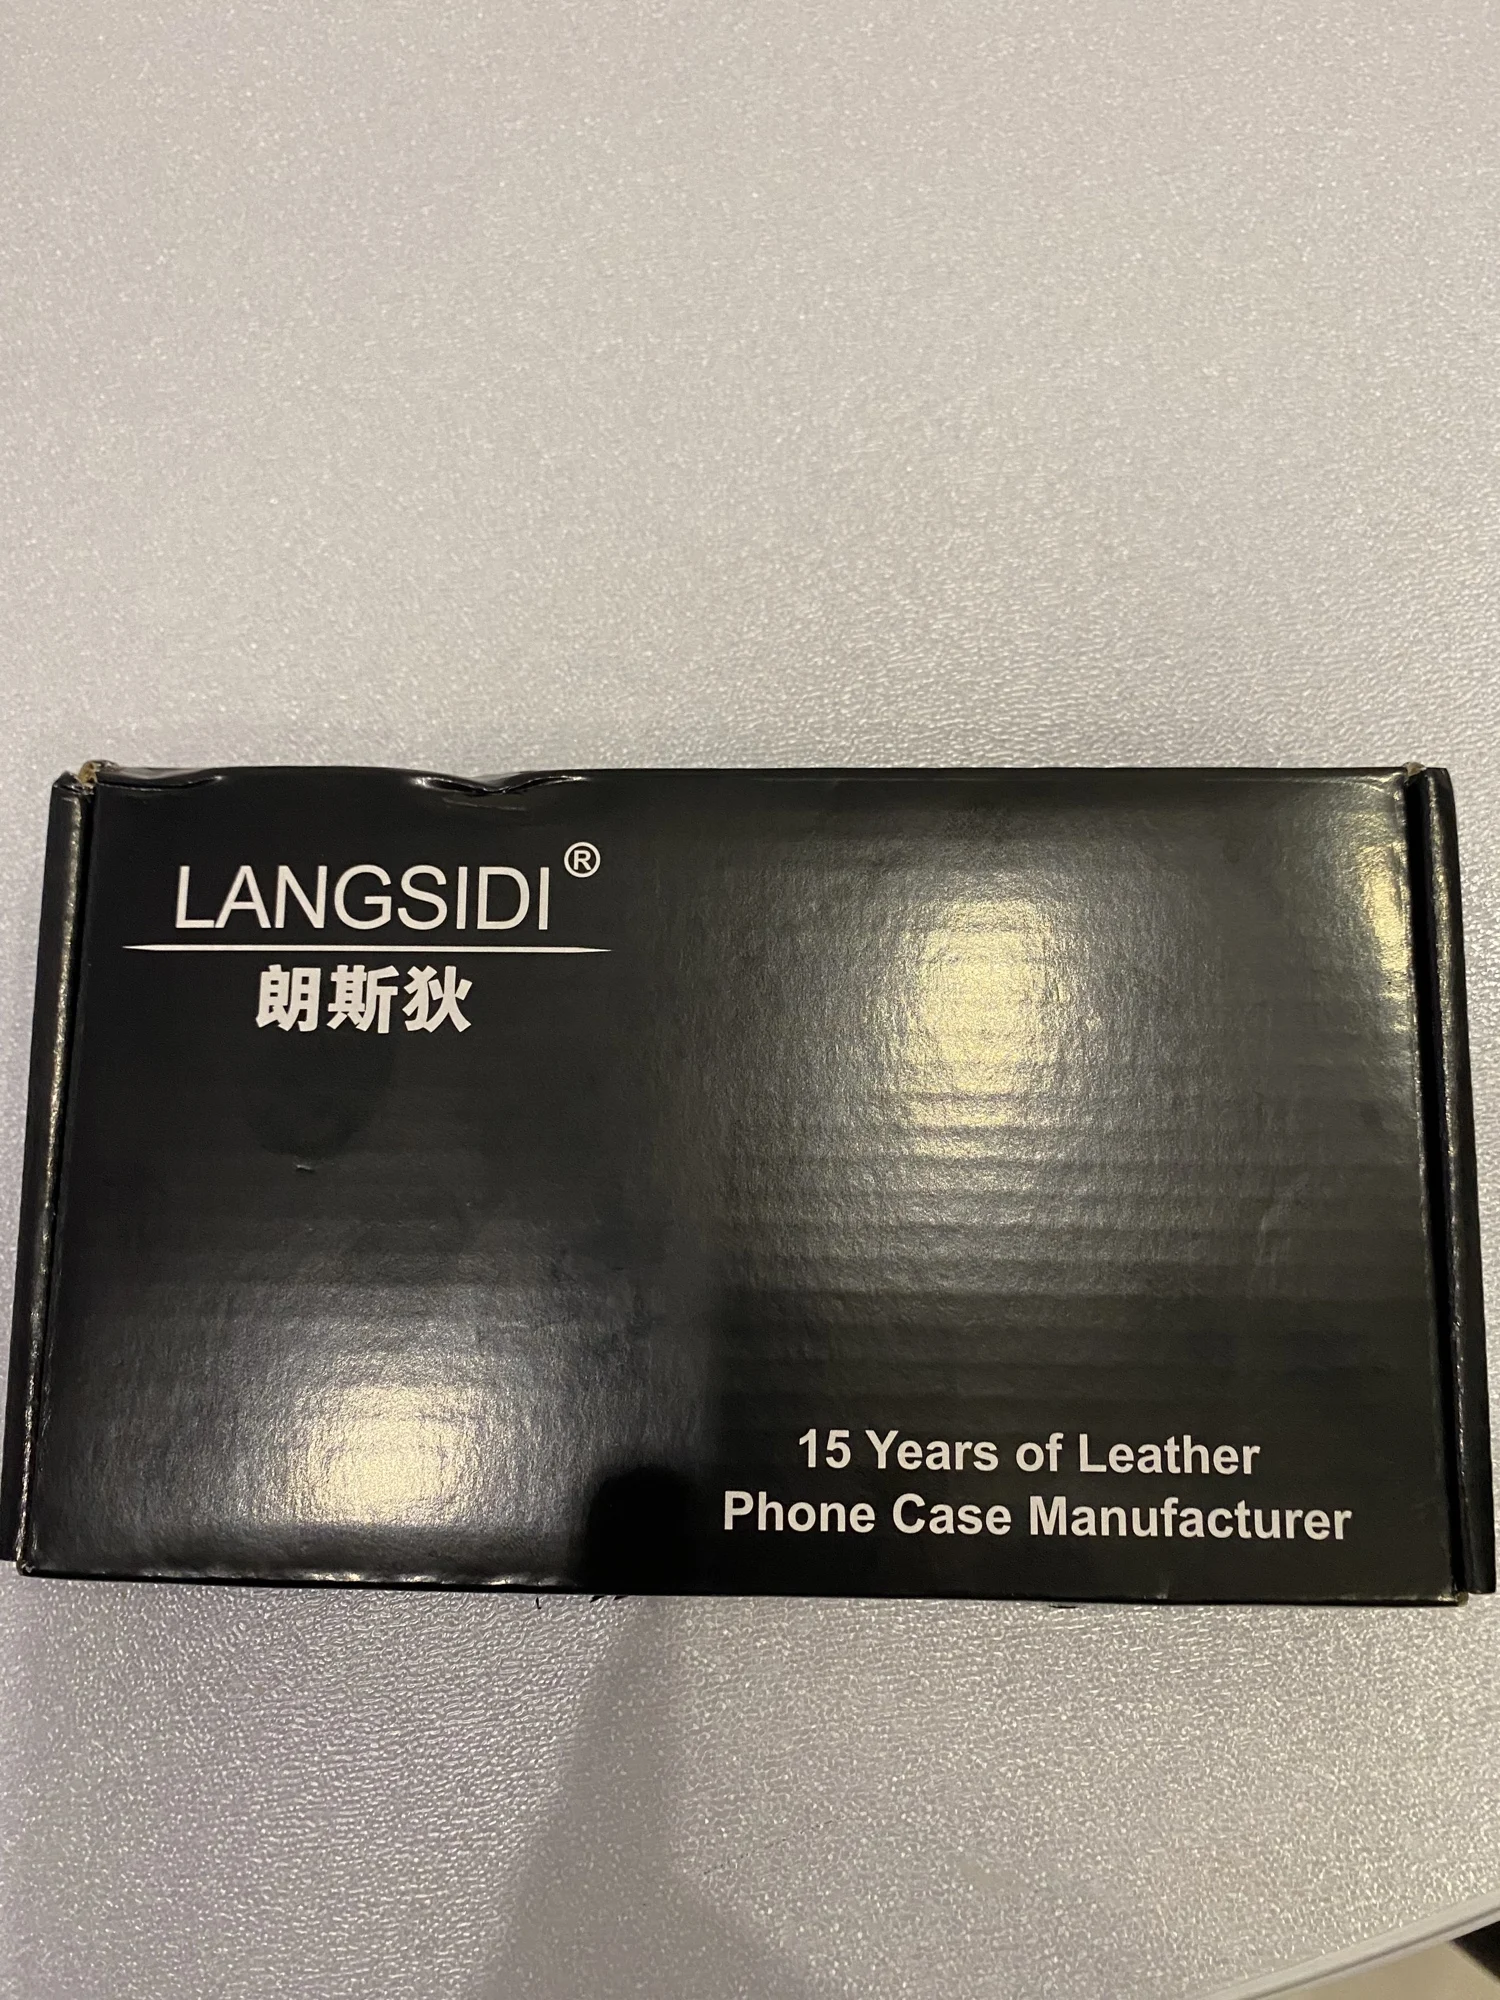 LANGSIDI®
朗斯狄
15 Years of Leather
Phone Case Manufacturer